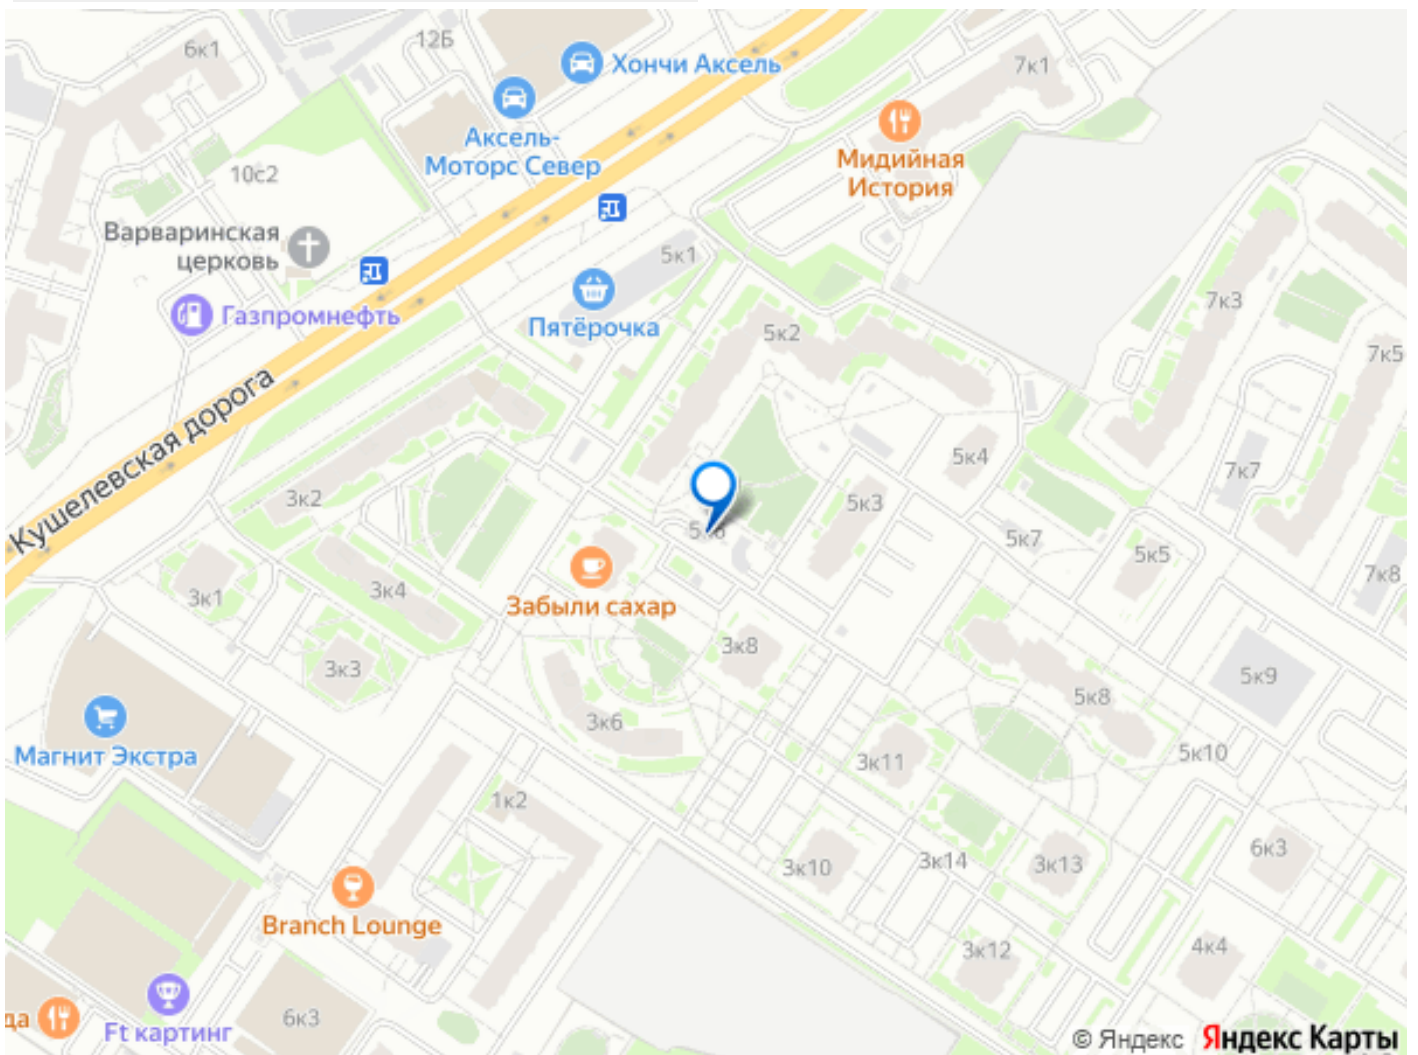 6к1
12Б
Хончи Аксель
7к1
Аксель-
Моторс Север
Мидийная
История
10с2
Варваринская
церковь
5к1
Газпромнефть
Пятёрочка
5к2
7к3
7к5
Кушелевская дорога
5к4
7к7
3к2
5к3
5к6
5к7
5к5
7к8
3к1
3к4
Забыли сахар
3к3
3к8
5к9
5к8
3к6
Магнит Экстра
5к10
3к11
1к2
6к3
3к10
3к14
3к13
Branch Lounge
4к4
3к12
да
6к3
Ft картинг
© Яндекс Яндекс Карты